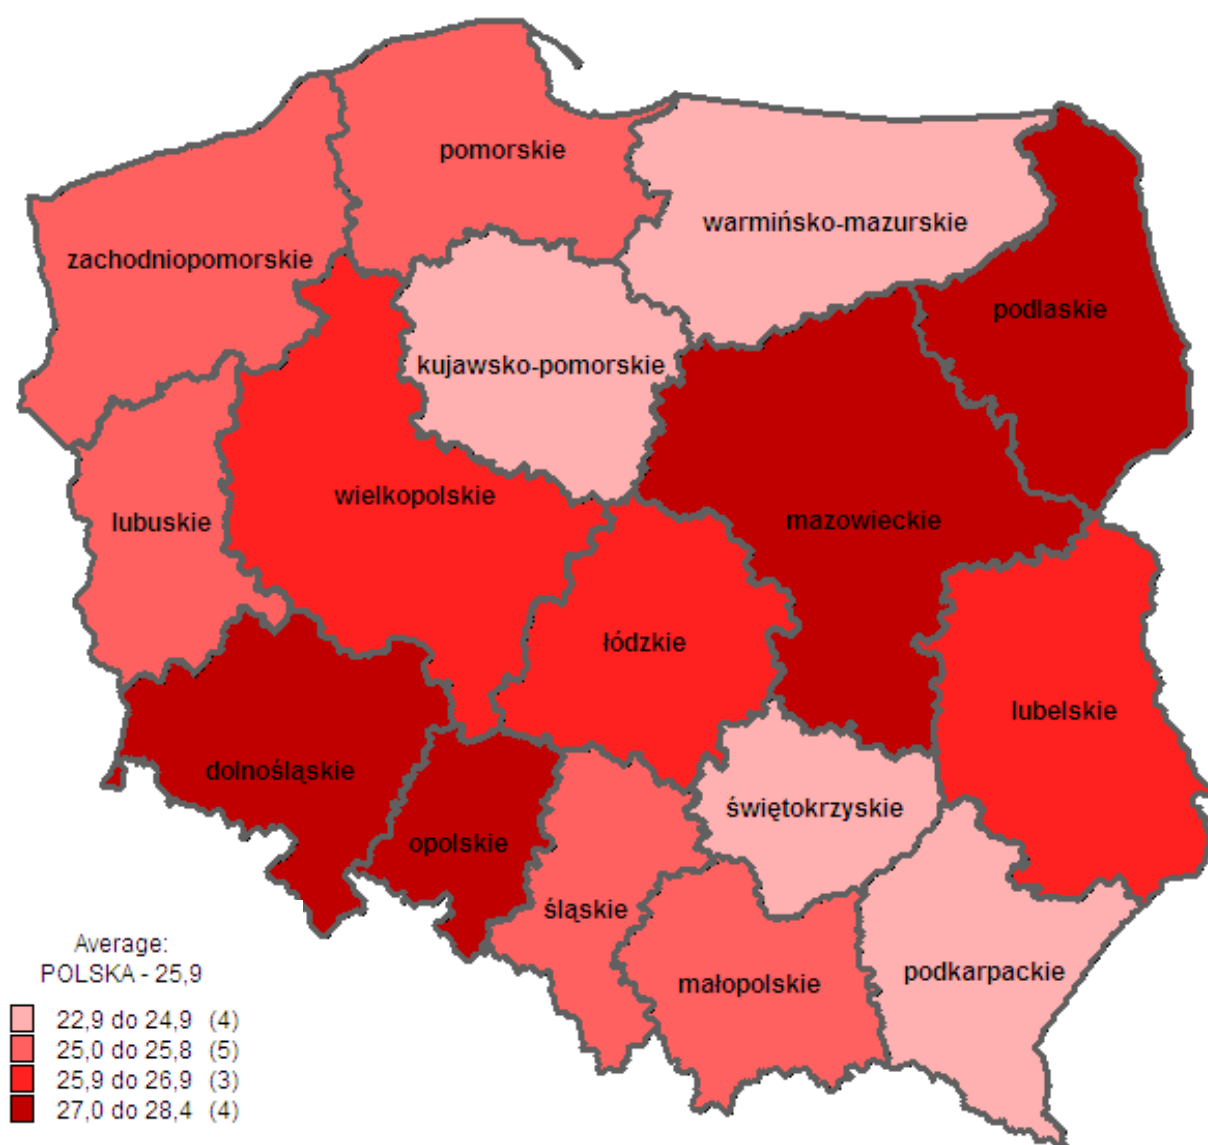 pomorskie
warmińsko-mazurskie
zachodniopomorskie
podlaskie
kujawsko-pomorskie
wielkopolskie
lubuskie
mazowieckie
łódzkie
lubelskie
dolnośląskie
świętokrzyskie
opolskie
śląskie
małopolskie
podkarpackie
Average:
POLSKA - 25,9
22,9 do 24,9 (4)
25,0 do 25,8 (5)
25,9 do 26,9 (3)
27,0 do 28,4 (4)